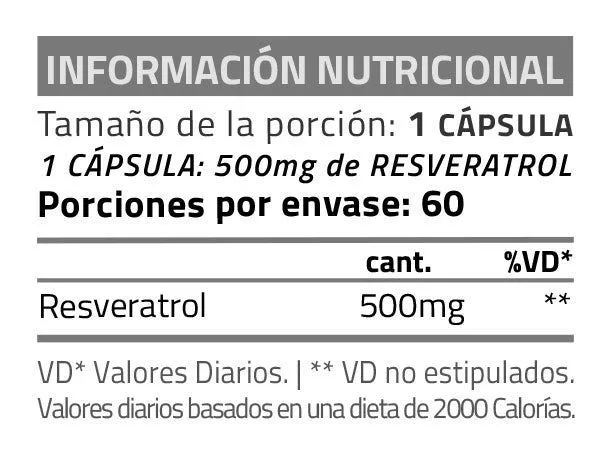 INFORMACIÓN NUTRICIONAL
Tamaño de la porción: 1 CÁPSULA
1 CÁPSULA: 500mg de RESVERATROL
Porciones por envase: 60
cant. %VD*
Resveratrol 500mg **
VD* Valores Diarios. | ** VD no estipulados.
Valores diarios basados en una dieta de 2000 Calorías.